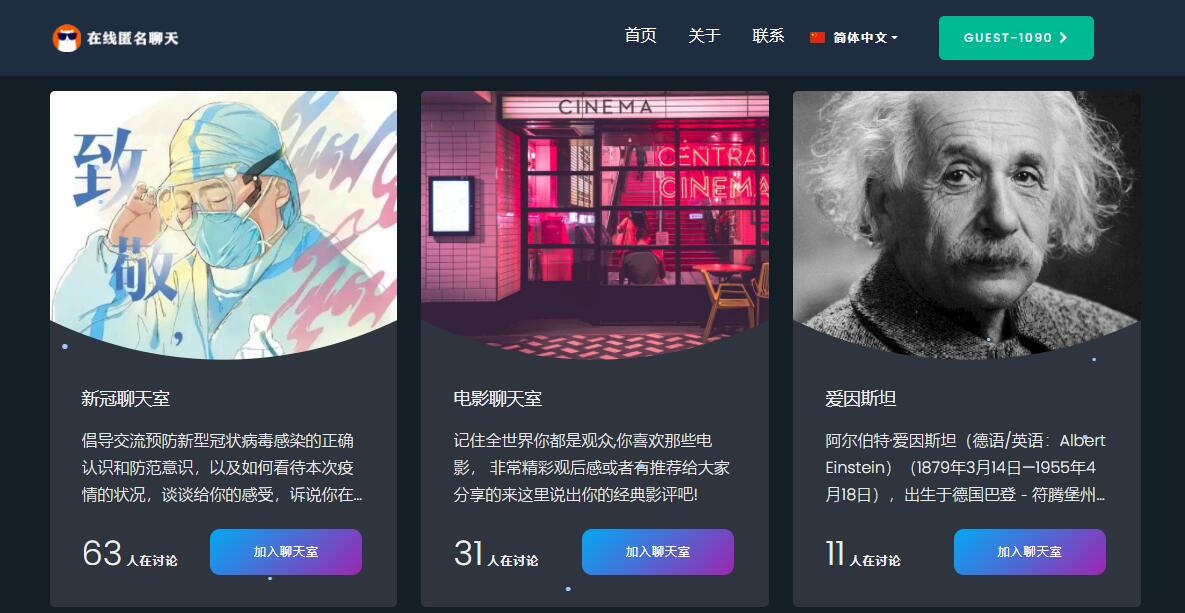 在线匿名聊天
首页 关于 联系 简体中文 GUEST-1090
致
敬
CINEMA
CENTRAL
CINEMA
新冠聊天室
倡导交流预防新型冠状病毒感染的正确
认识和防范意识，以及如何看待本次疫
情的状况，谈谈给你的感受，诉说你在...
63 人在讨论 加入聊天室
电影聊天室
记住全世界你都是观众,你喜欢那些电
影， 非常精彩观后感或者有推荐给大家
分享的来这里说出你的经典影评吧!
31 人在讨论 加入聊天室
爱因斯坦
阿尔伯特·爱因斯坦（德语/英语：Albert
Einstein）（1879年3月14日—1955年4
月18日），出生于德国巴登－符腾堡州...
11 人在讨论 加入聊天室